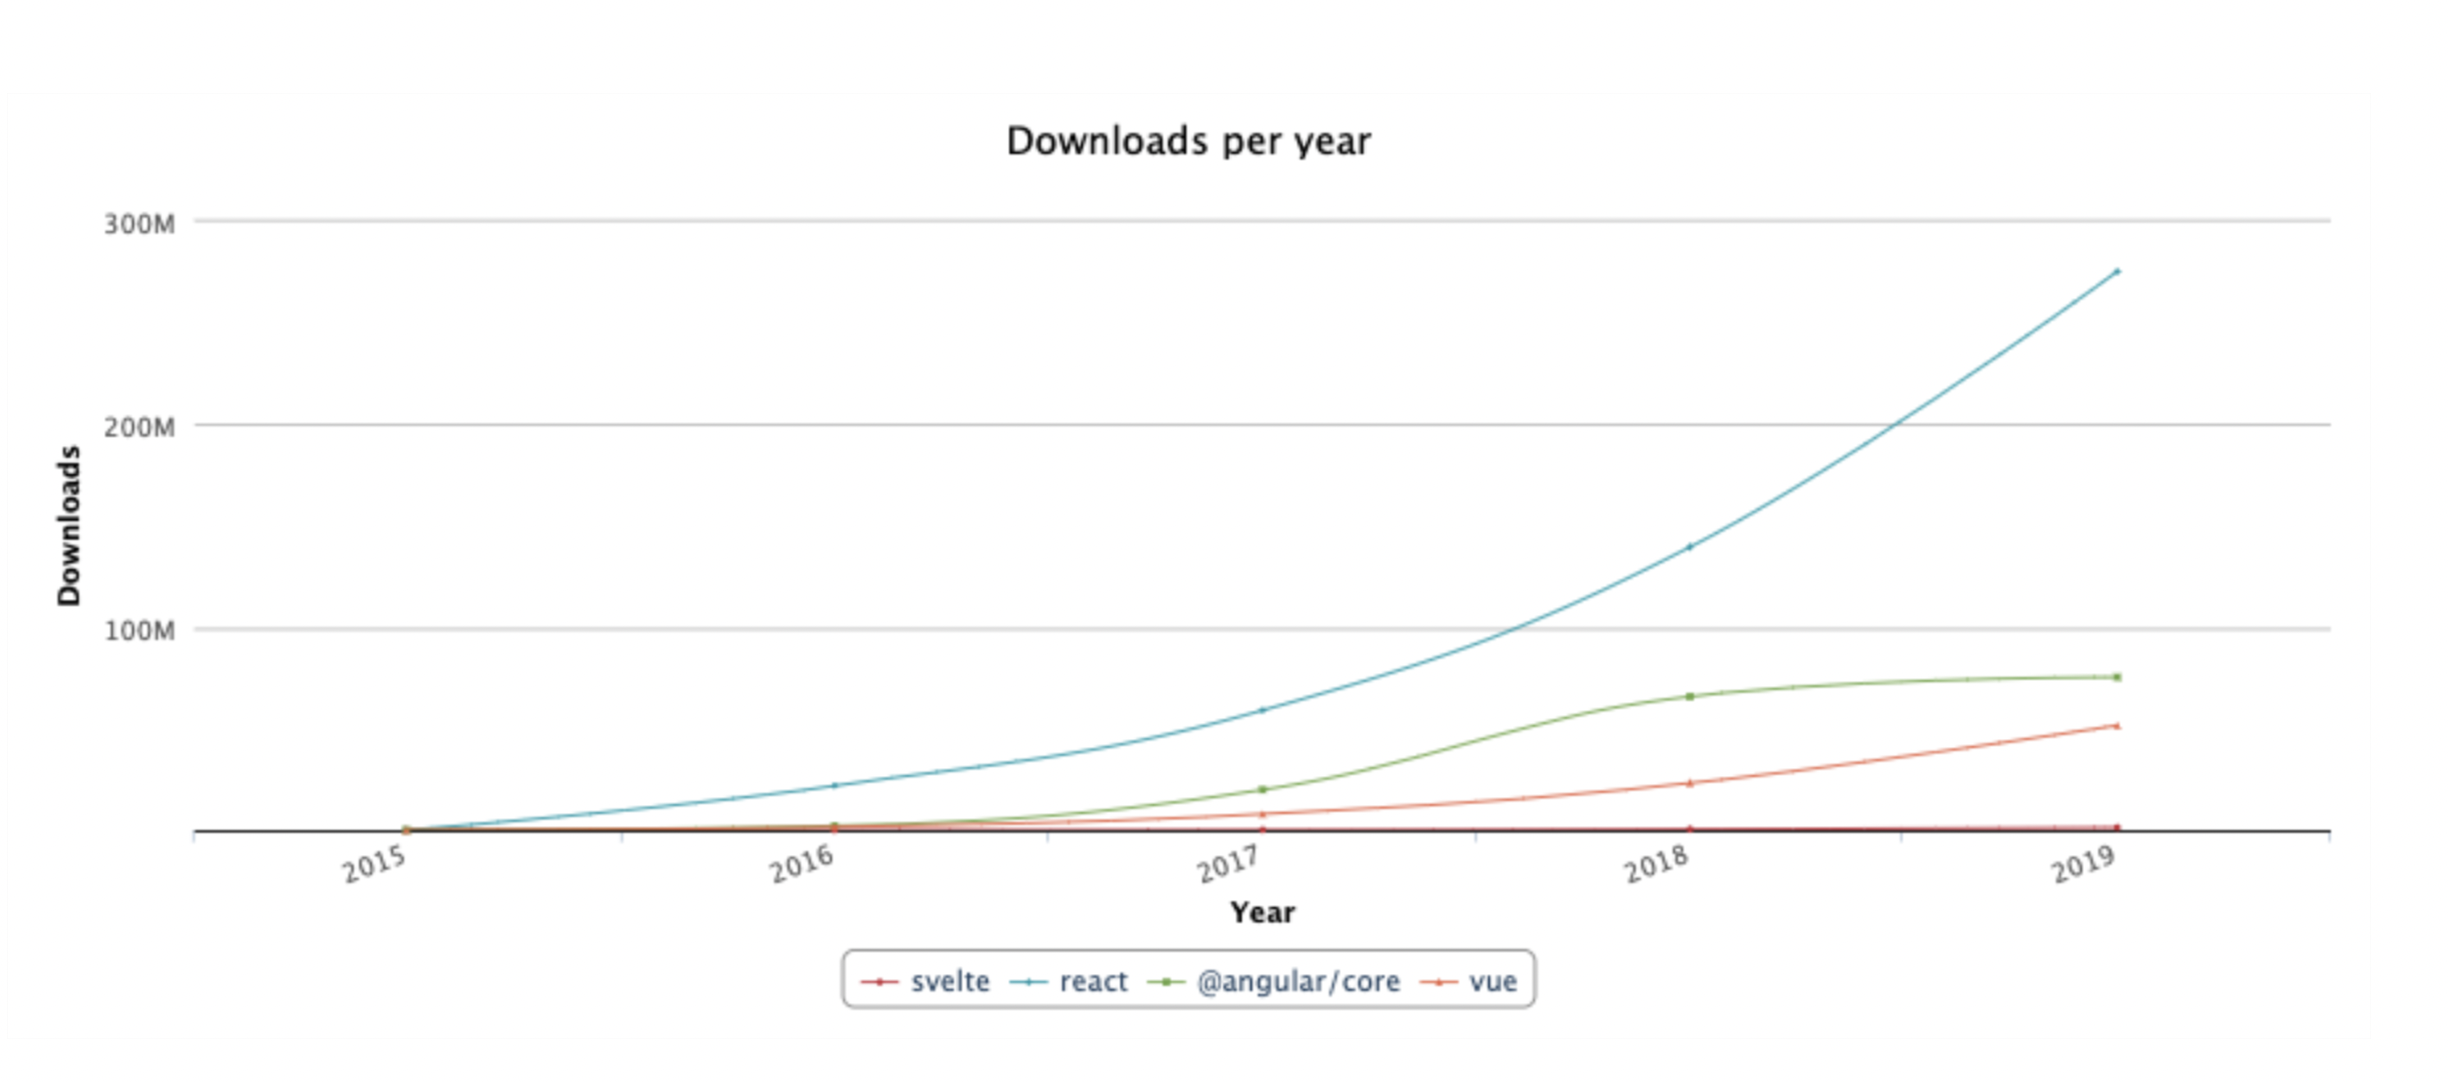 Downloads per year
300M
200M
100M
Downloads
2015 2016 2017 2018 2019
Year
svelte react @angular/core vue